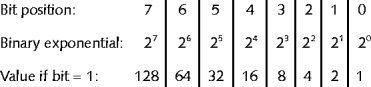 Bit position: 7 6 5 4 3 2 1 0
Binary exponential: 2⁷ 2⁶ 2⁵ 2⁴ 2³ 2² 2¹ 2⁰
Value if bit = 1: 128 64 32 16 8 4 2 1